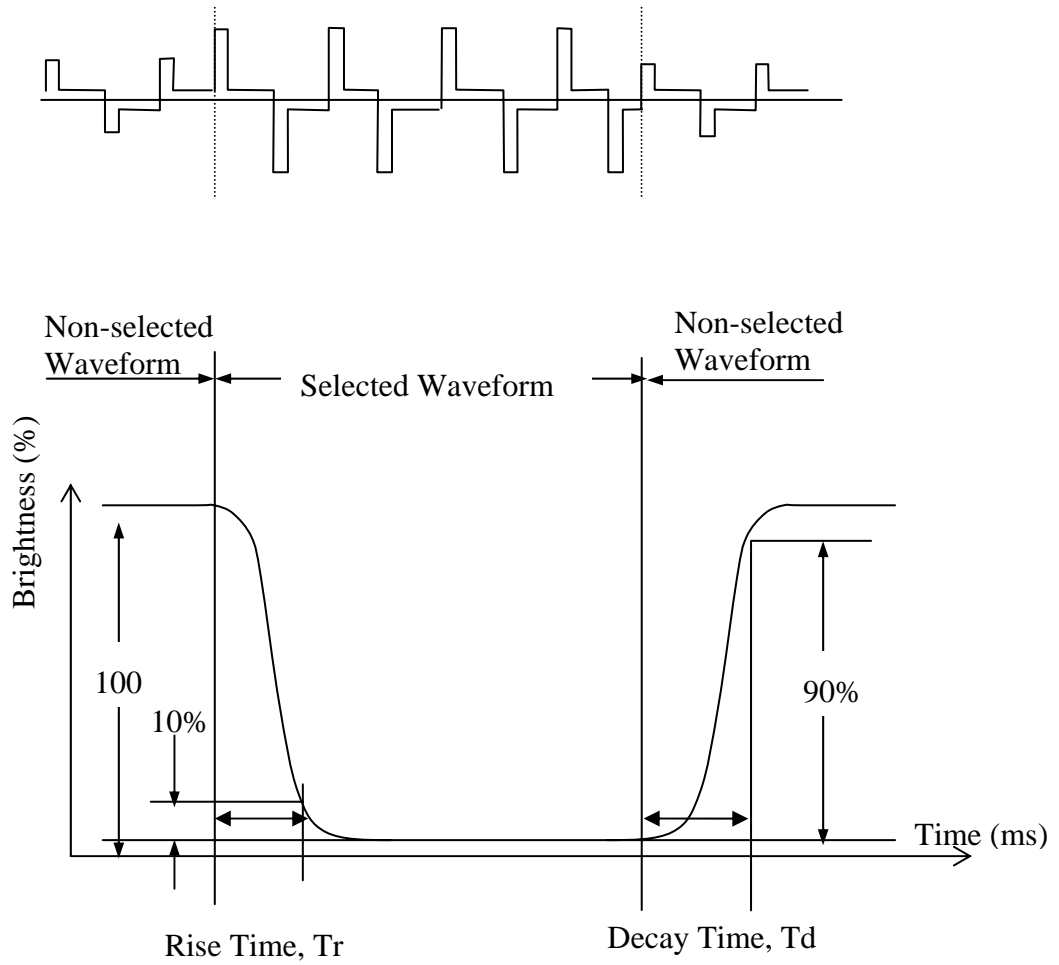 Non-selected
Waveform
Selected Waveform
Non-selected
Waveform
Brightness (%)
100
10%
90%
Time (ms)
Rise Time, Tr
Decay Time, Td